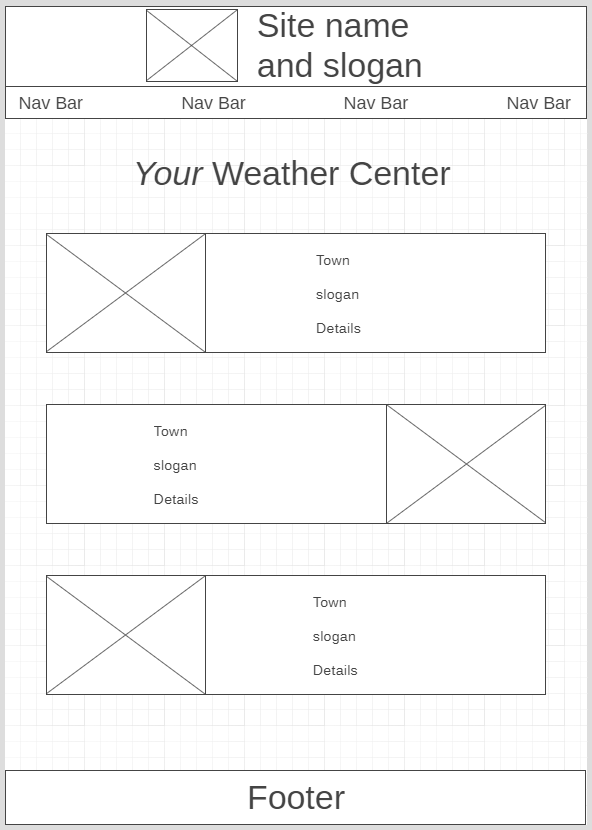 Site name
and slogan
Nav Bar Nav Bar Nav Bar Nav Bar
Your Weather Center
Town
slogan
Details
Town
slogan
Details
Town
slogan
Details
Footer